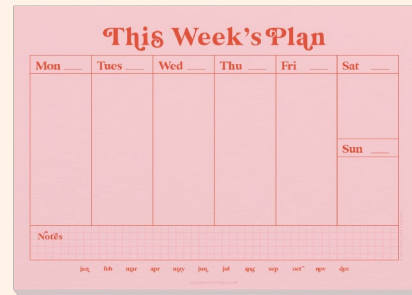 This Week's Plan
Mon Tues Wed Thu Fri Sat
Sun
Notes
jan feb mar apr may jun jul aug sep oct nov dec